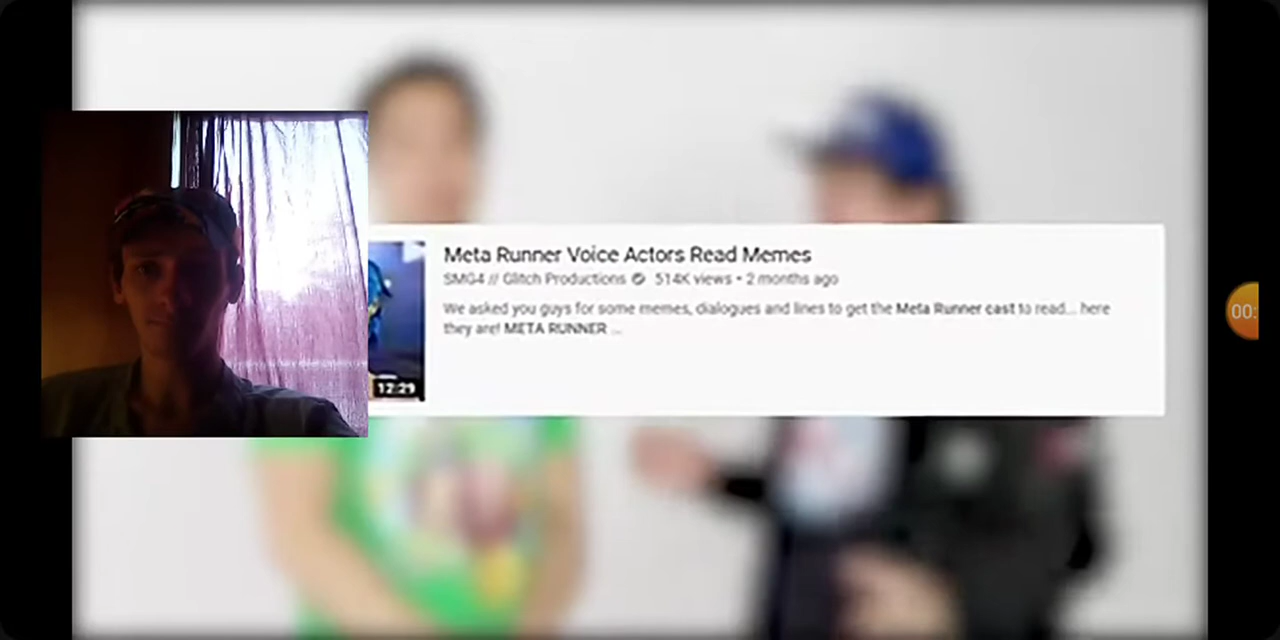 Meta Runner Voice Actors Read Memes
SMG4 // Glitch Productions 514K views • 2 months ago
We asked you guys for some memes, dialogues and lines to get the Meta Runner cast to read... here
they are! META RUNNER ...
12:29
00: